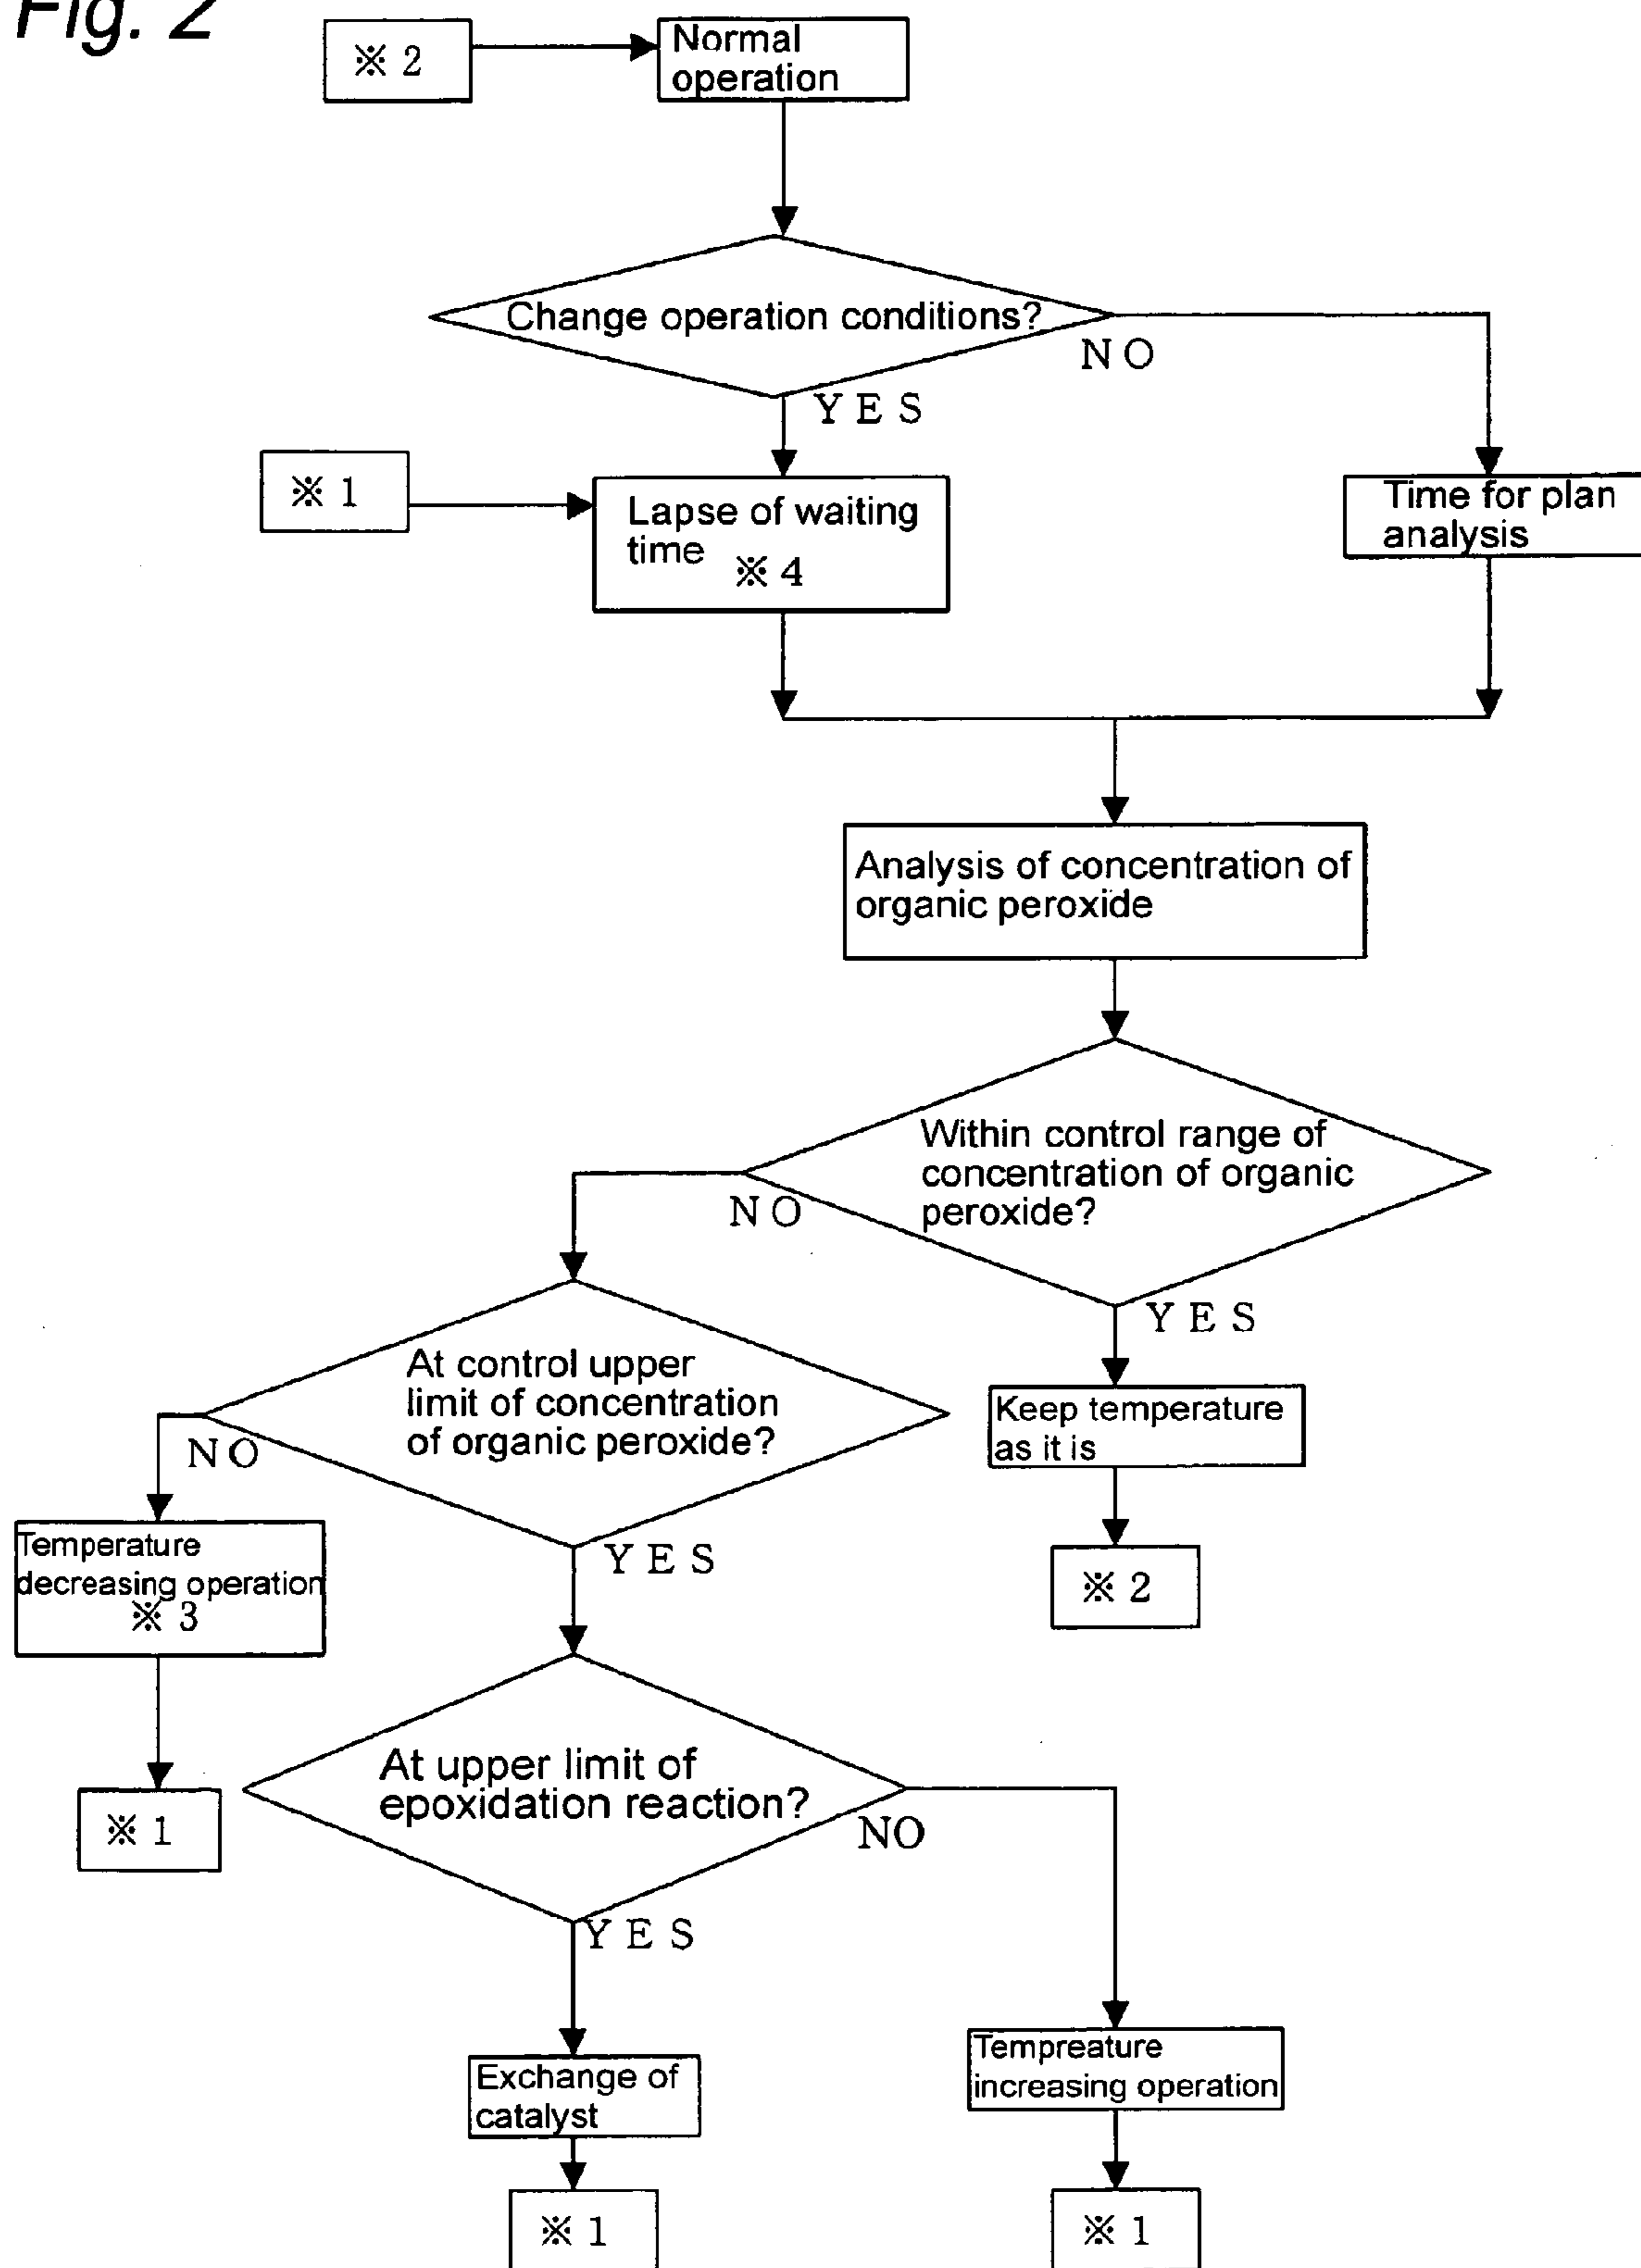 Fig. 2
※ 2
Normal
operation
Change operation conditions?
NO
YES
※ 1
Lapse of waiting
time
※ 4
Time for plan
analysis
Analysis of concentration of
organic peroxide
Within control range of
concentration of organic
peroxide?
NO
YES
At control upper
limit of concentration
of organic peroxide?
NO
YES
Keep temperature
as it is
※ 2
Temperature
decreasing operation
※ 3
※ 1
At upper limit of
epoxidation reaction?
NO
YES
Exchange of
catalyst
Tempreature
increasing operation
※ 1
※ 1